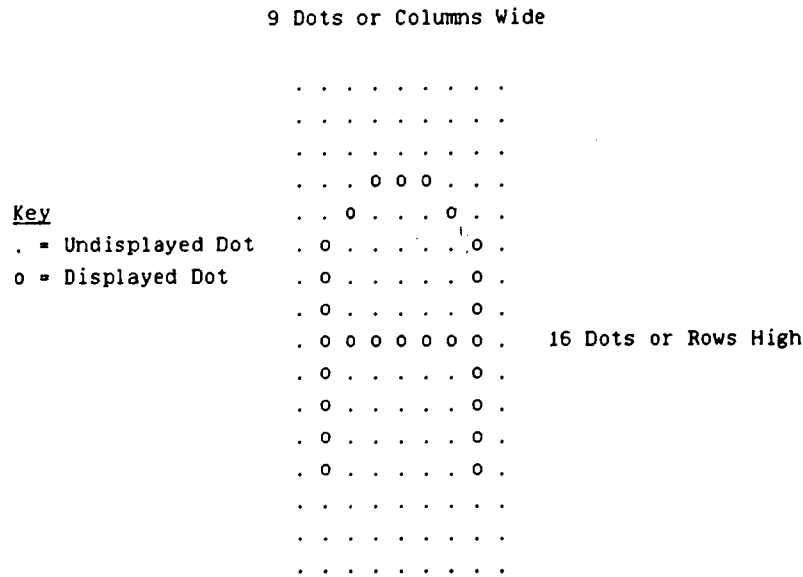 9 Dots or Columns Wide
. . . . . . . . .
. . . . . . . . .
. . . . . . . . .
. . . o o o . . .
Key
. . o . . . o . .
. = Undisplayed Dot
. o . . . . . o .
o = Displayed Dot
. o . . . . . o .
. o . . . . . o .
. o o o o o o o .
16 Dots or Rows High
. o . . . . . o .
. o . . . . . o .
. o . . . . . o .
. o . . . . . o .
. . . . . . . . .
. . . . . . . . .
. . . . . . . . .